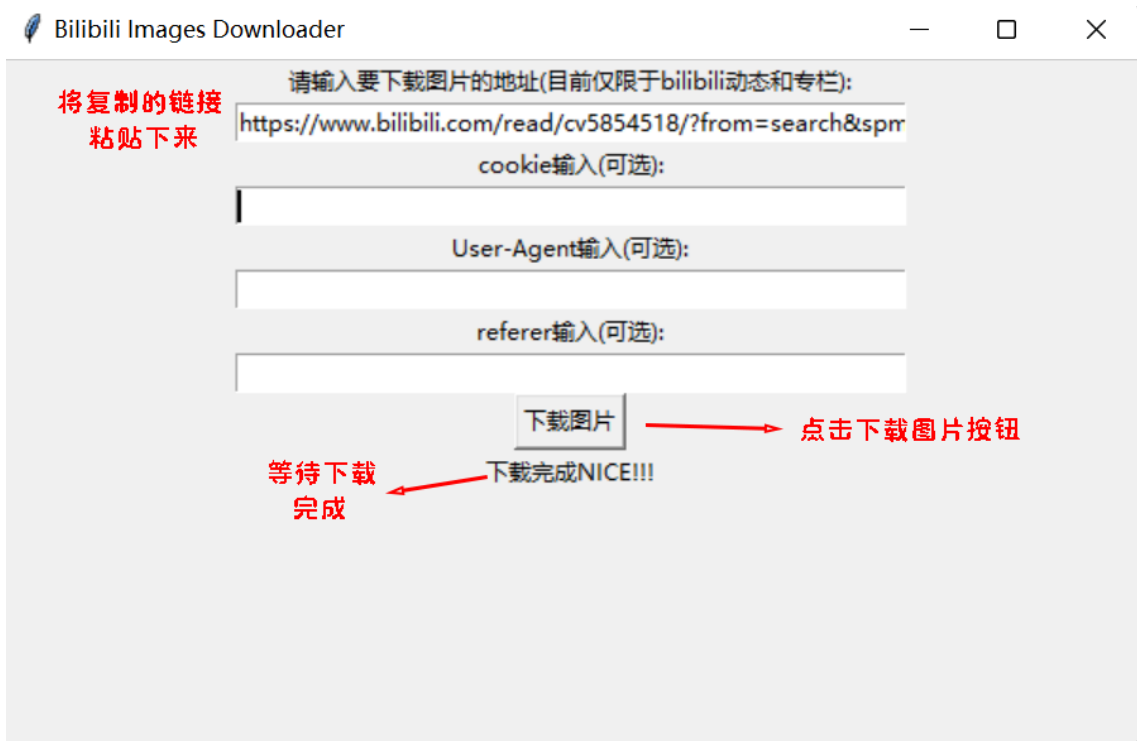 Bilibili Images Downloader
请输入要下载图片的地址(目前仅限于bilibili动态和专栏):
将复制的链接
粘贴下来
https://www.bilibili.com/read/cv5854518/?from=search&spm
cookie输入(可选):
User-Agent输入(可选):
referer输入(可选):
下载图片
点击下载图片按钮
下载完成NICE!!!
等待下载
完成